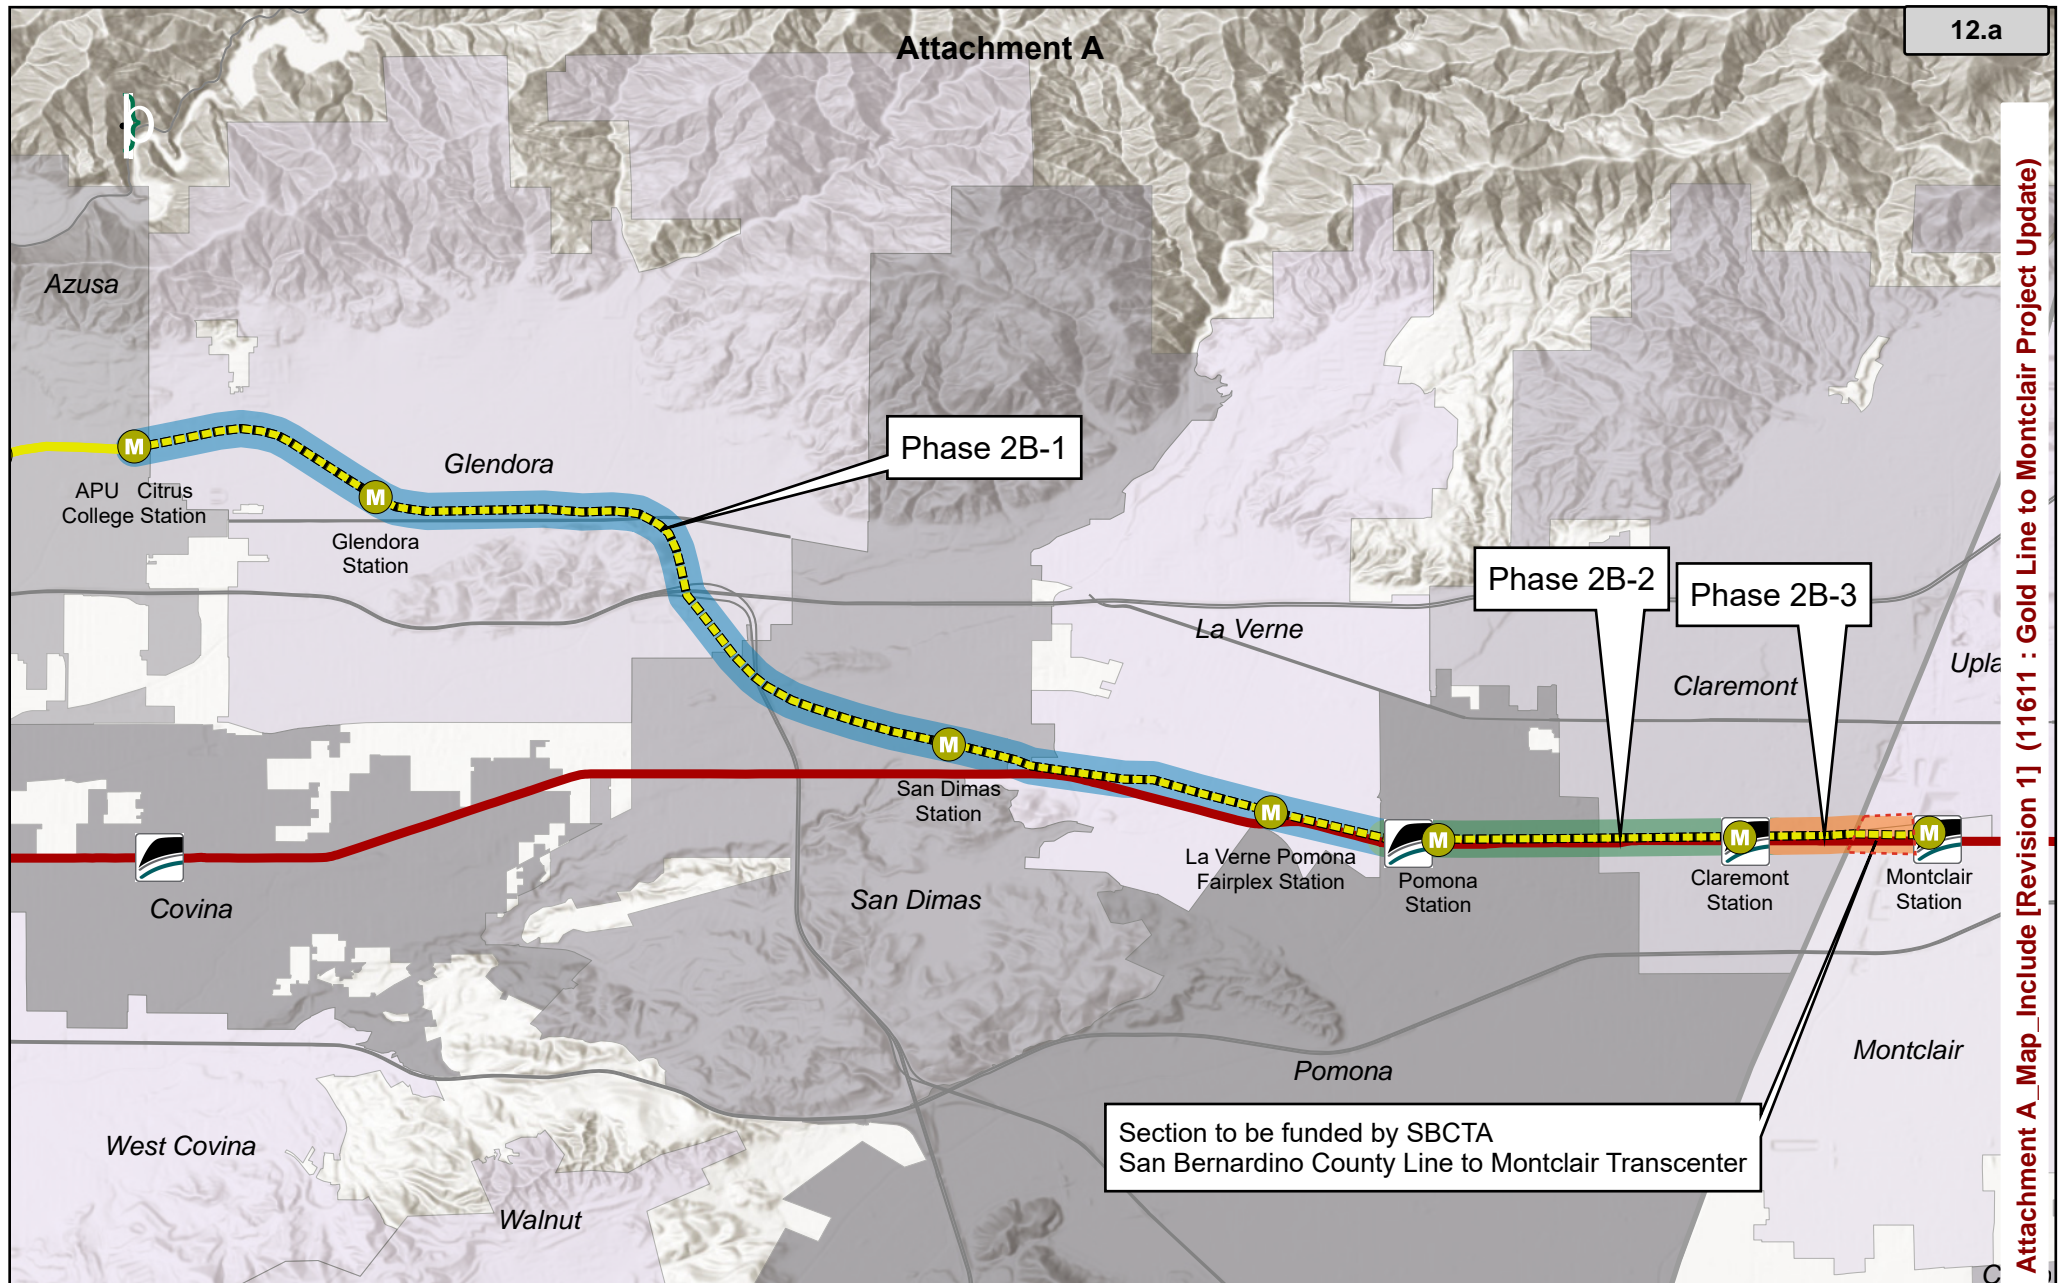 12.a
Attachment A
Azusa
Glendora
Phase 2B-1
APU Citrus
College Station
Glendora
Station
Phase 2B-2
Phase 2B-3
La Verne
Upla
Claremont
San Dimas
Station
La Verne Pomona
Fairplex Station
Pomona
Station
Claremont
Station
Montclair
Station
Covina
San Dimas
Montclair
Pomona
Section to be funded by SBCTA
San Bernardino County Line to Montclair Transcenter
West Covina
Walnut
M
M
M
M
M
M
M
Attachment A_Map_Include [Revision 1] (11611 : Gold Line to Montclair Project Update)